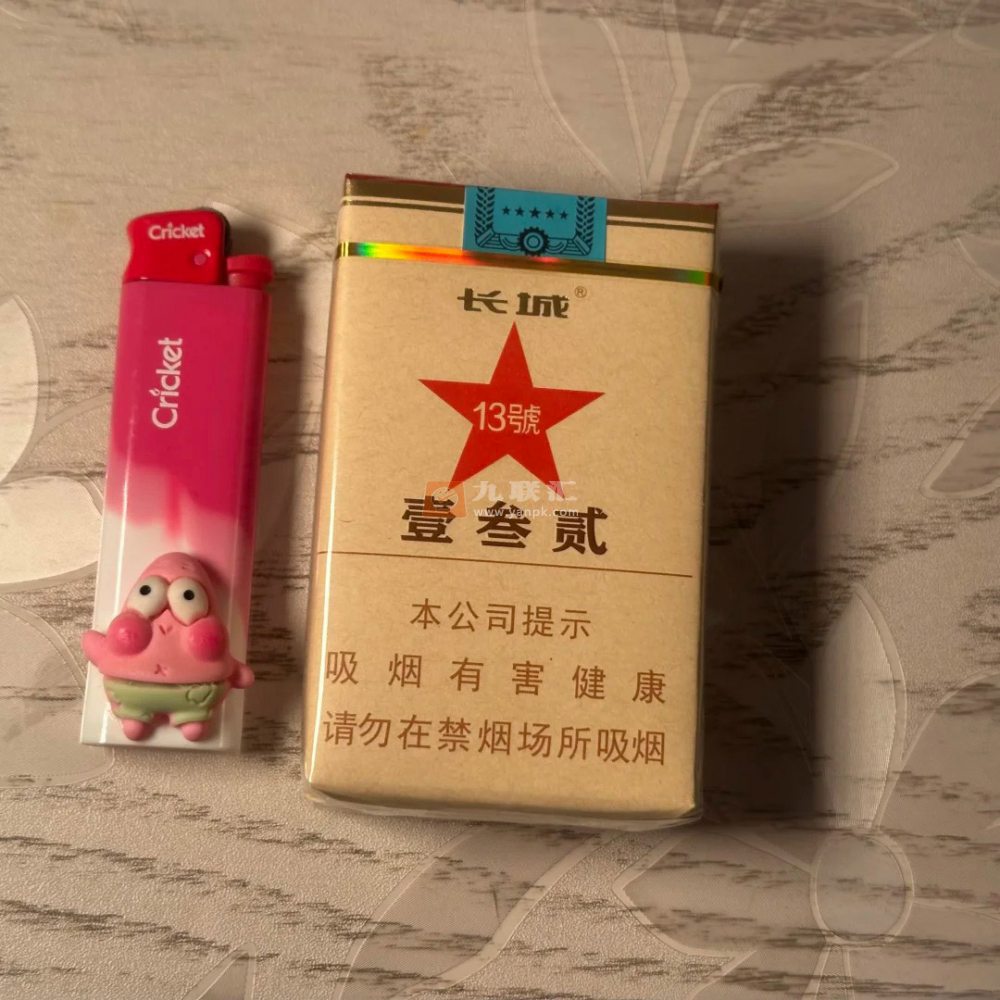 Cricket
Cricket
长城®
13號
九联汇
www.yanpk.com
壹叁贰
本公司提示
吸烟有害健康
请勿在禁烟场所吸烟